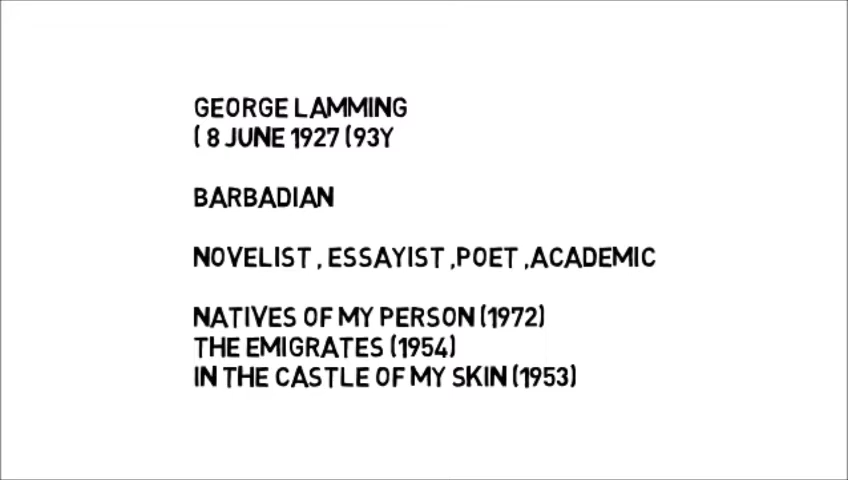 GEORGE LAMMING
( 8 JUNE 1927 (93Y
BARBADIAN
NOVELIST , ESSAYIST ,POET ,ACADEMIC
NATIVES OF MY PERSON (1972)
THE EMIGRATES (1954)
IN THE CASTLE OF MY SKIN (1953)